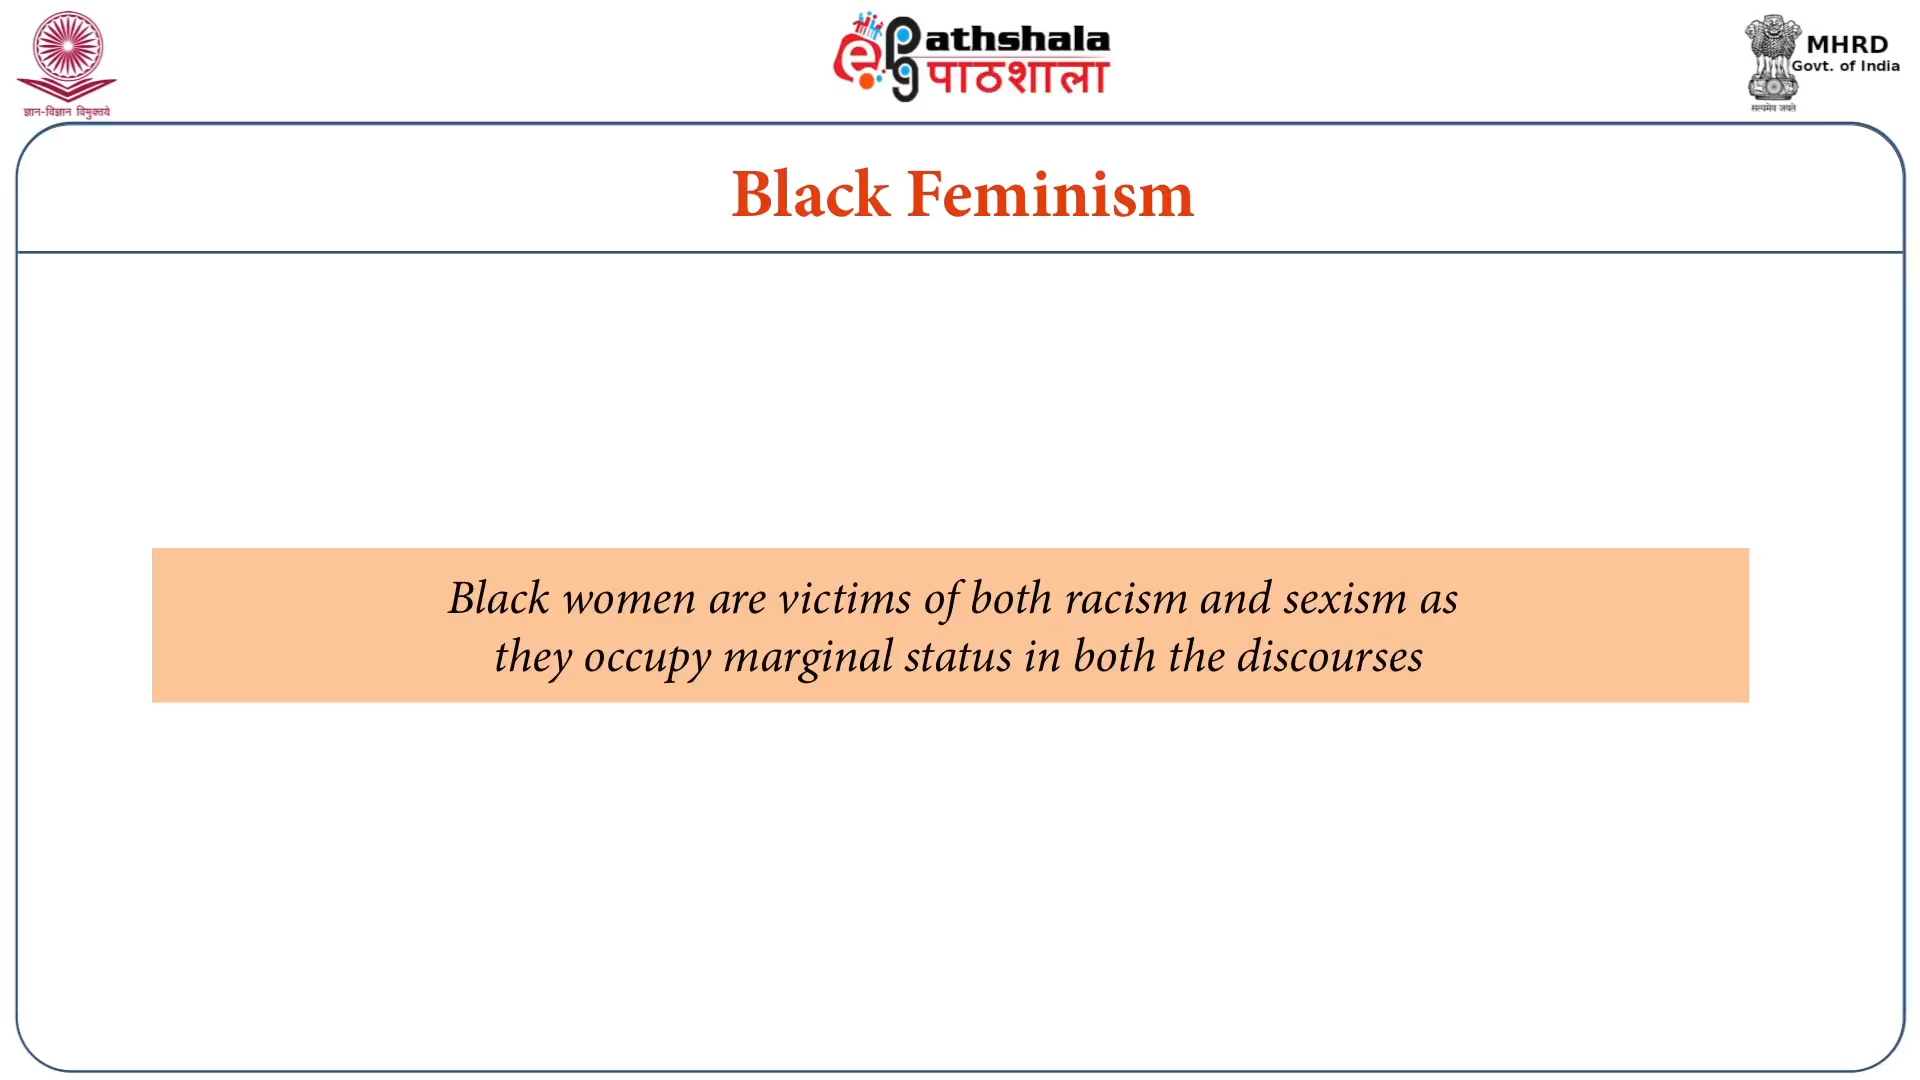 ज्ञान-विज्ञान विमुक्तये
ePathshala
पाठशाला
MHRD
Govt. of India
सत्यमेव जयते
Black Feminism
Black women are victims of both racism and sexism as
they occupy marginal status in both the discourses